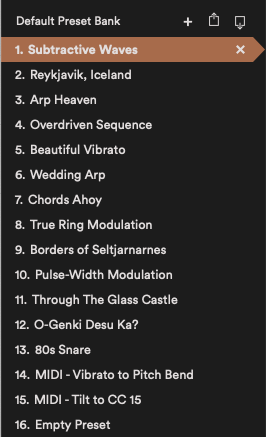 Default Preset Bank
1. Subtractive Waves
2. Reykjavik, Iceland
3. Arp Heaven
4. Overdriven Sequence
5. Beautiful Vibrato
6. Wedding Arp
7. Chords Ahoy
8. True Ring Modulation
9. Borders of Seltjarnarnes
10. Pulse-Width Modulation
11. Through The Glass Castle
12. O-Genki Desu Ka?
13. 80s Snare
14. MIDI - Vibrato to Pitch Bend
15. MIDI - Tilt to CC 15
16. Empty Preset